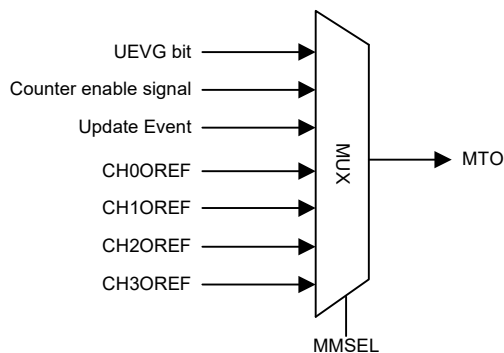 UEVG bit
Counter enable signal
Update Event
CH0OREF
CH1OREF
CH2OREF
CH3OREF
MUX
MTO
MMSEL